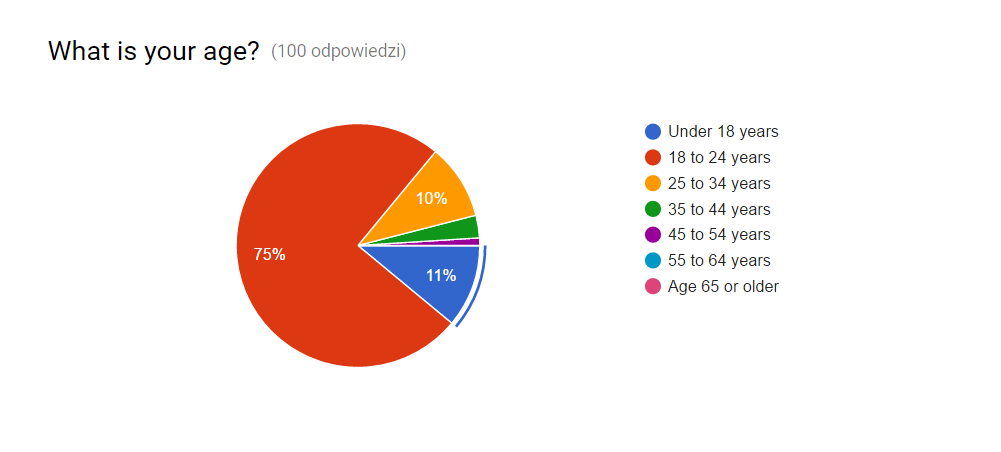 What is your age? (100 odpowiedzi)
Under 18 years
18 to 24 years
25 to 34 years
35 to 44 years
45 to 54 years
55 to 64 years
Age 65 or older
10%
75%
11%